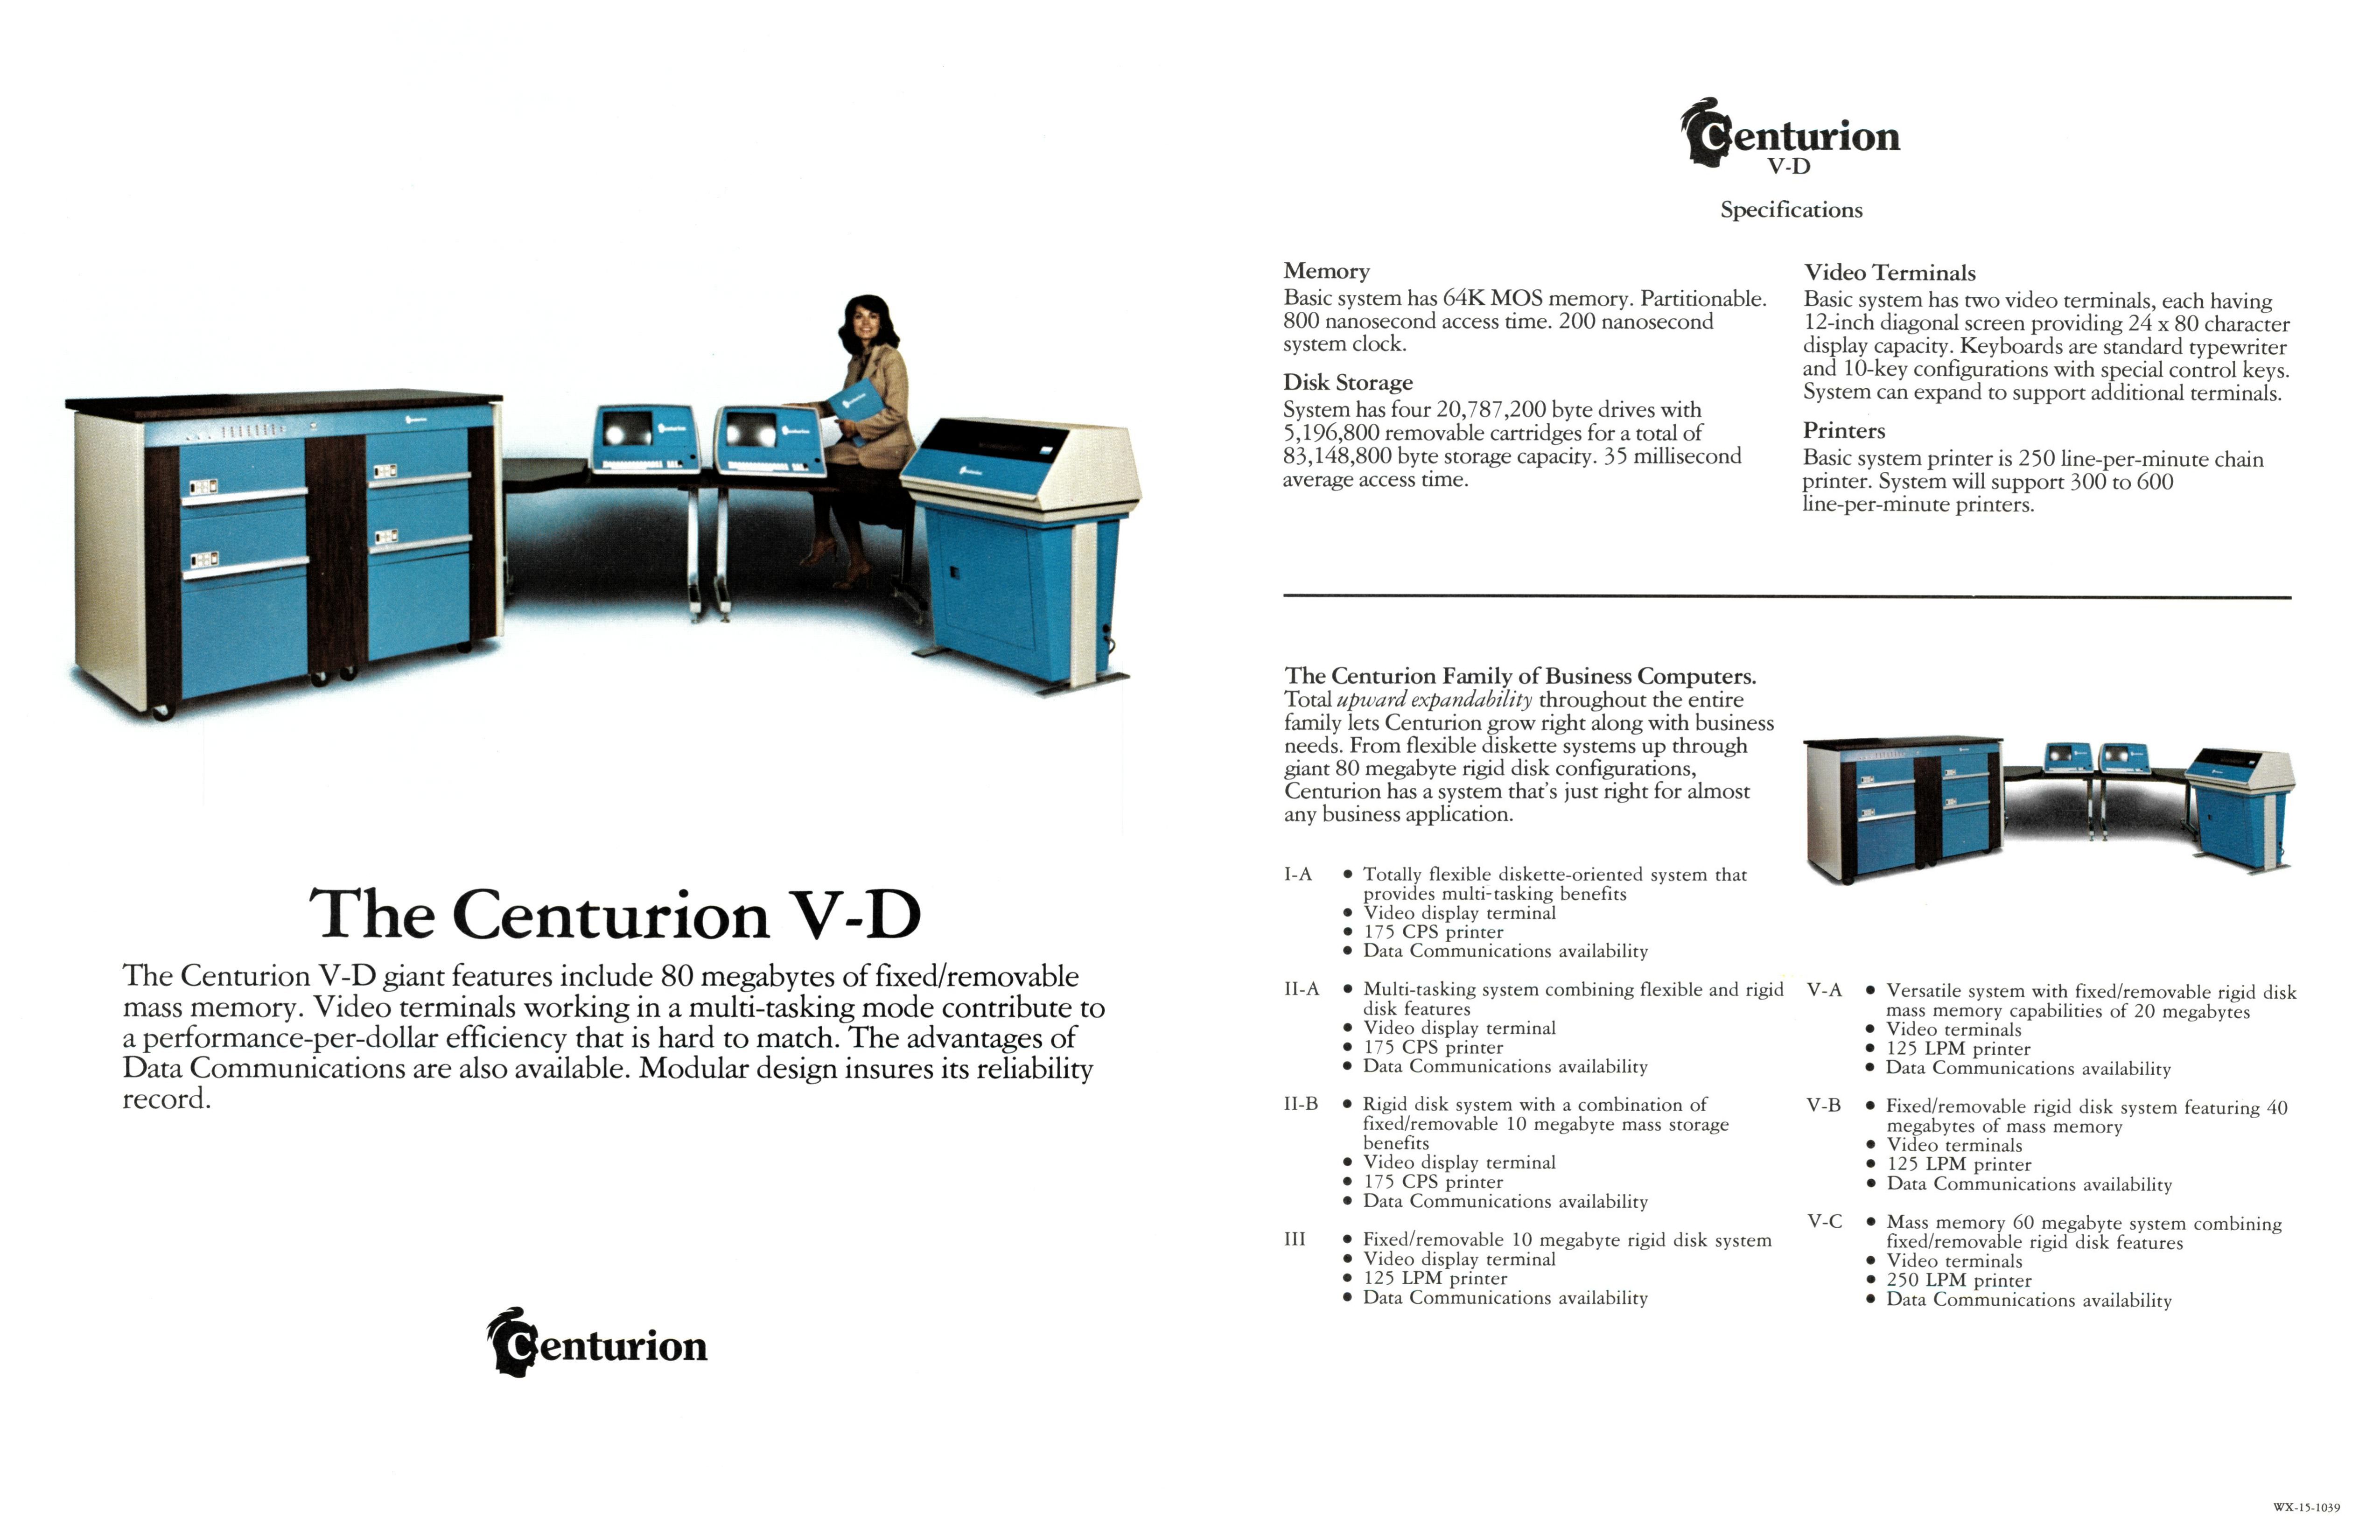 The Centurion V-D
The Centurion V-D giant features include 80 megabytes of fixed/removable
mass memory. Video terminals working in a multi-tasking mode contribute to
a performance-per-dollar efficiency that is hard to match. The advantages of
Data Communications are also available. Modular design insures its reliability
record.
Centurion
Centurion
V-D
Specifications
Memory
Basic system has 64K MOS memory. Partitionable.
800 nanosecond access time. 200 nanosecond
system clock.
Disk Storage
System has four 20,787,200 byte drives with
5,196,800 removable cartridges for a total of
83,148,800 byte storage capacity. 35 millisecond
average access time.
Video Terminals
Basic system has two video terminals, each having
12-inch diagonal screen providing 24 x 80 character
display capacity. Keyboards are standard typewriter
and 10-key configurations with special control keys.
System can expand to support additional terminals.
Printers
Basic system printer is 250 line-per-minute chain
printer. System will support 300 to 600
line-per-minute printers.
The Centurion Family of Business Computers.
Total upward expandability throughout the entire
family lets Centurion grow right along with business
needs. From flexible diskette systems up through
giant 80 megabyte rigid disk configurations,
Centurion has a system that's just right for almost
any business application.
I-A ● Totally flexible diskette-oriented system that
provides multi-tasking benefits
● Video display terminal
● 175 CPS printer
● Data Communications availability
II-A ● Multi-tasking system combining flexible and rigid
disk features
● Video display terminal
● 175 CPS printer
● Data Communications availability
II-B ● Rigid disk system with a combination of
fixed/removable 10 megabyte mass storage
benefits
● Video display terminal
● 175 CPS printer
● Data Communications availability
III ● Fixed/removable 10 megabyte rigid disk system
● Video display terminal
● 125 LPM printer
● Data Communications availability
V-A ● Versatile system with fixed/removable rigid disk
mass memory capabilities of 20 megabytes
● Video terminals
● 125 LPM printer
● Data Communications availability
V-B ● Fixed/removable rigid disk system featuring 40
megabytes of mass memory
● Video terminals
● 125 LPM printer
● Data Communications availability
V-C ● Mass memory 60 megabyte system combining
fixed/removable rigid disk features
● Video terminals
● 250 LPM printer
● Data Communications availability
WX-15-1039